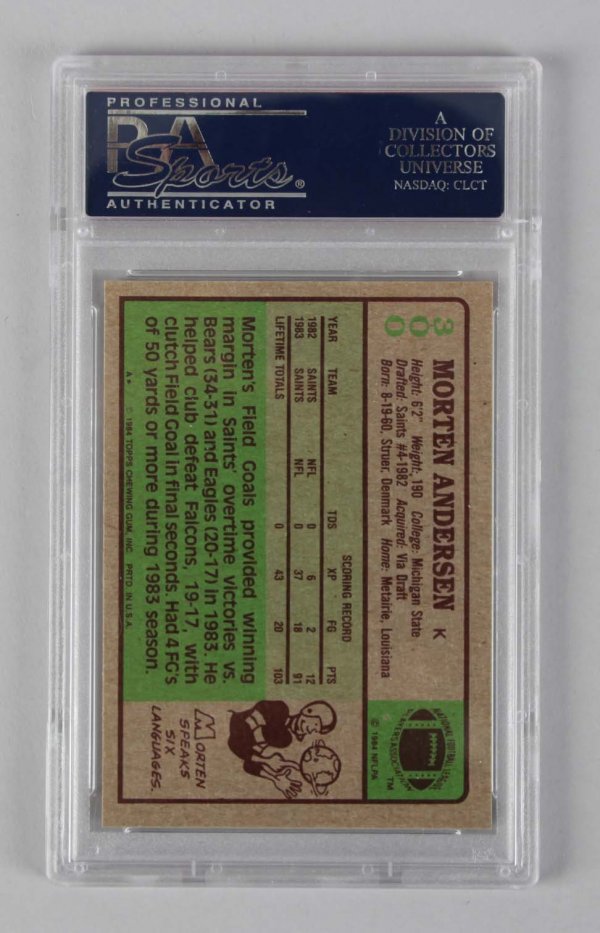 PROFESSIONAL
PSA
Sports®
AUTHENTICATOR
A
DIVISION OF
COLLECTORS
UNIVERSE
NASDAQ: CLCT
300
MORTEN ANDERSEN K
Height: 6'2" Weight: 190 College: Michigan State
Drafted: Saints #4-1982 Acquired: Via Draft
Born: 8-19-60, Struer, Denmark Home: Metairie, Louisiana
NATIONAL FOOTBALL LEAGUE
PLAYERS ASSOCIATION
TM
© 1984 NFLPA
SCORING RECORD
YEAR TEAM TDS XP FG PTS
1982 SAINTS NFL 0 6 2 12
1983 SAINTS NFL 0 37 18 91
LIFETIME TOTALS 0 43 20 103
Morten's Field Goals provided winning
margin in Saints' overtime victories vs.
Bears (34-31) and Eagles (20-17) in 1983. He
helped club defeat Falcons, 19-17, with
clutch Field Goal in final seconds. Had 4 FG's
of 50 yards or more during 1983 season.
MORTEN
SPEAKS
SIX
LANGUAGES.
A* © 1984 TOPPS CHEWING GUM, INC. PRTD. IN U.S.A.